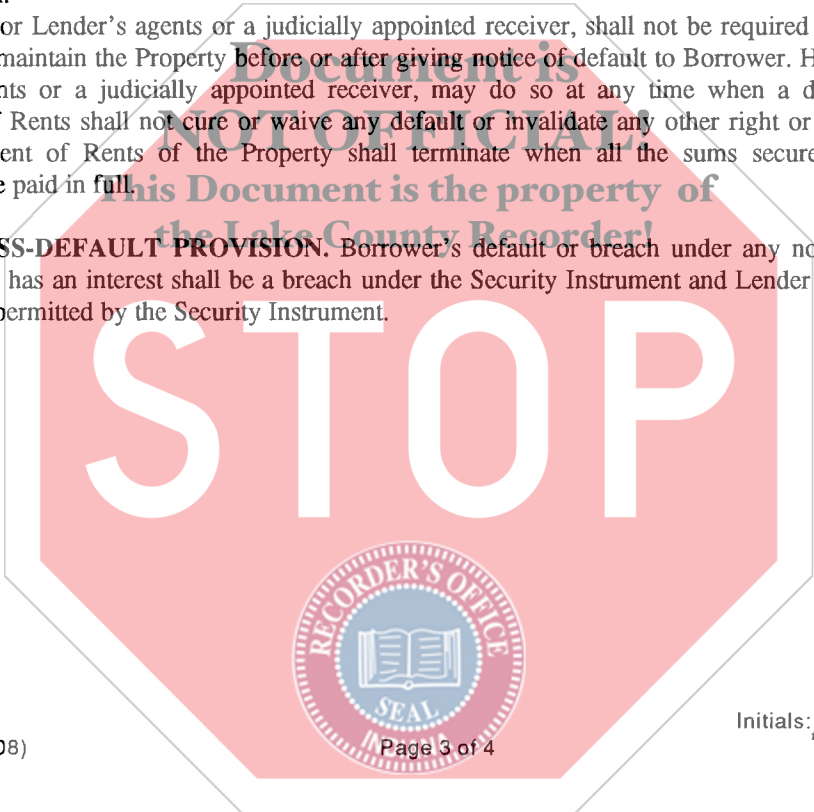 or Lender's agents or a judicially appointed receiver, shall not be required
maintain the Property before or after giving notice of default to Borrower. H
nts or a judicially appointed receiver, may do so at any time when a d
f Rents shall not cure or waive any default or invalidate any other right or
ent of Rents of the Property shall terminate when all the sums secure
e paid in full.
SS-DEFAULT PROVISION. Borrower's default or breach under any no
has an interest shall be a breach under the Security Instrument and Lender
permitted by the Security Instrument.
Document is
NOT OFFICIAL!
This Document is the property of
the Lake County Recorder!
STOP
RECORDER'S OFFICE
SEAL
INDIANA
Initials:
08)
Page 3 of 4